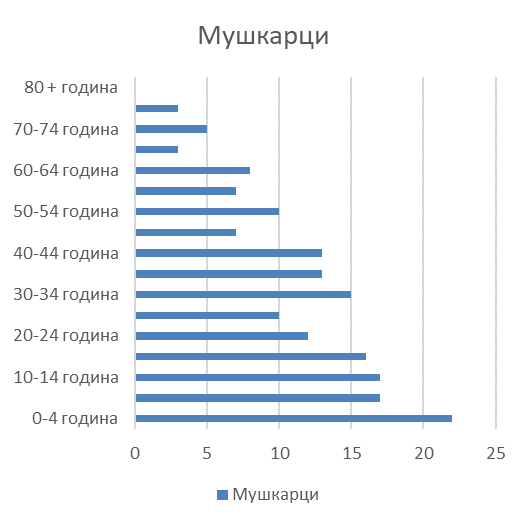 Мушкарци
80 + година
70-74 година
60-64 година
50-54 година
40-44 година
30-34 година
20-24 година
10-14 година
0-4 година
0 5 10 15 20 25
Мушкарци